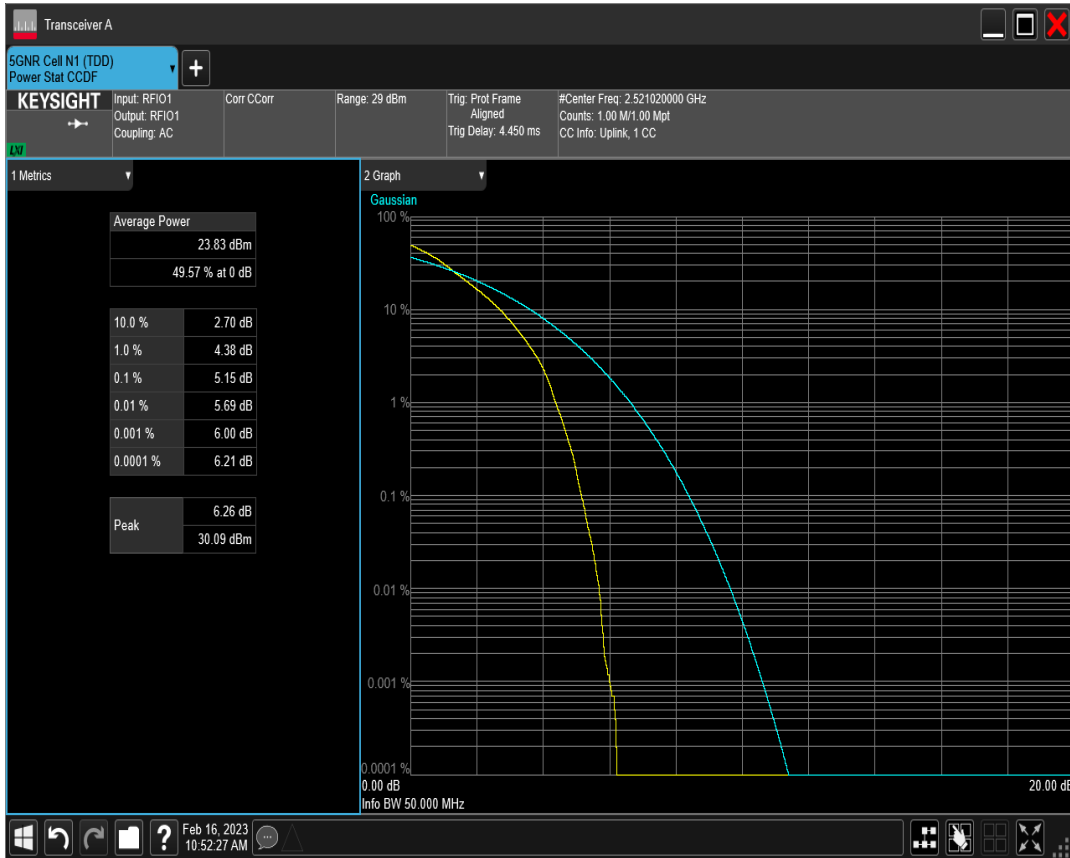 Transceiver A
5GNR Cell N1 (TDD)
Power Stat CCDF
+
KEYSIGHT
LXI
Input: RFIO1
Output: RFIO1
Coupling: AC
Corr CCorr
Range: 29 dBm
Trig: Prot Frame
Aligned
Trig Delay: 4.450 ms
#Center Freq: 2.521020000 GHz
Counts: 1.00 M/1.00 Mpt
CC Info: Uplink, 1 CC
1 Metrics
Average Power
23.83 dBm
49.57 % at 0 dB
10.0 % 2.70 dB
1.0 % 4.38 dB
0.1 % 5.15 dB
0.01 % 5.69 dB
0.001 % 6.00 dB
0.0001 % 6.21 dB
Peak
6.26 dB
30.09 dBm
2 Graph
Gaussian
100 %
10 %
1 %
0.1 %
0.01 %
0.001 %
0.0001 %
0.00 dB 20.00 dB
Info BW 50.000 MHz
?
Feb 16, 2023
10:52:27 AM